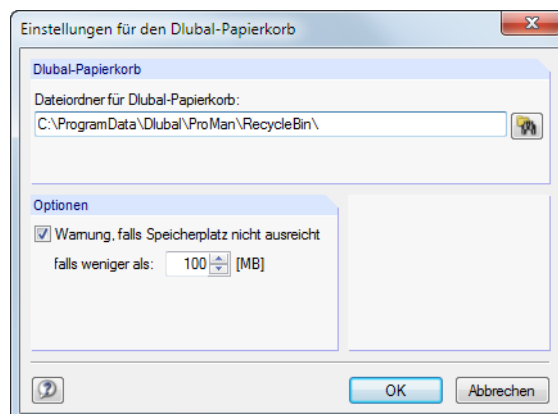 Einstellungen für den Dlubal-Papierkorb
Dlubal-Papierkorb
Dateiordner für Dlubal-Papierkorb:
C:\ProgramData\Dlubal\ProMan\RecycleBin\
Optionen
Warnung, falls Speicherplatz nicht ausreicht
falls weniger als: 100 [MB]
OK Abbrechen